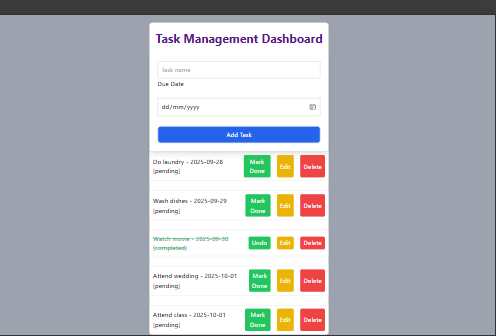 Task Management Dashboard
Task name
Due Date
dd/mm/yyyy
Add Task
Do laundry - 2025-09-28
[pending]
Mark
Done
Edit
Delete
Wash dishes - 2025-09-29
[pending]
Mark
Done
Edit
Delete
Watch movie - 2025-09-30
[completed]
Undo
Edit
Delete
Attend wedding - 2025-10-01
[pending]
Mark
Done
Edit
Delete
Attend class - 2025-10-01
[pending]
Mark
Done
Edit
Delete